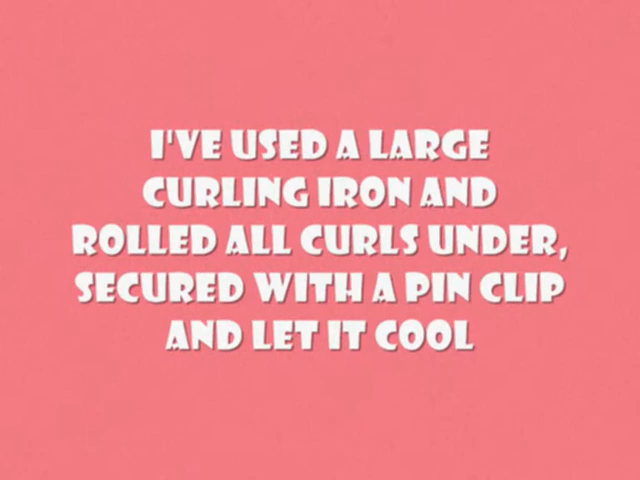 I'VE USED A LARGE
CURLING IRON AND
ROLLED ALL CURLS UNDER,
SECURED WITH A PIN CLIP
AND LET IT COOL